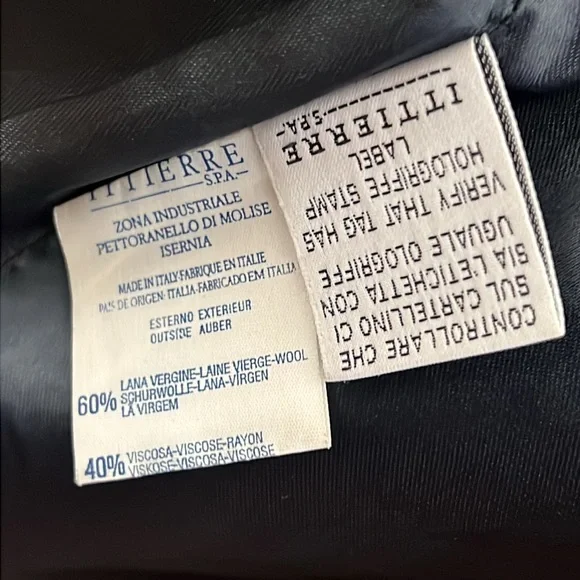 ITTIERRE
S.P.A.
ZONA INDUSTRIALE
PETTORANELLO DI MOLISE
ISERNIA
MADE IN ITALY-FABRIQUE EN ITALIE
PAIS DE ORIGEN-ITALIA-FABRICADO EM ITALIA
ESTERNO EXTERIEUR
OUTSIDE AUBER
60% LANA VERGINE-LAINE VIERGE-WOOL
SCHURWOLLE-LANA-VIRGEN
LÃ VIRGEM
40% VISCOSA-VISCOSE-RAYON
VISKOSE-VISCOSA-VISCOSE
CONTROLLARE CHE
SUL CARTELLINO CI
SIA L'ETICHETTA CON
UGUALE OLOGRIFFE
VERIFY THAT TAG HAS
HOLOGRIFFE STAMP
LABEL
ITTIERRE
-S.P.A.-